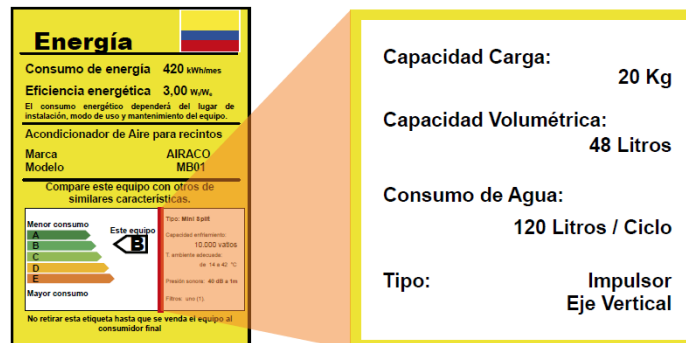 Energía
Consumo de energía 420 kWh/mes
Eficiencia energética 3,00 Wₜ/Wₑ
El consumo energético dependerá del lugar de
instalación, modo de uso y mantenimiento del equipo.
Acondicionador de Aire para recintos
Marca AIRACO
Modelo MB01
Compare este equipo con otros de
similares características.
Menor consumo
A
B
C
D
E
Mayor consumo
Este equipo
B
Tipo: Mini Split
Capacidad enfriamiento
10.000 vatios
T. ambiente adecuada:
de 14 a 42 °C
Presión sonora: 40 dB a 1m
Filtros: uno (1).
No retirar esta etiqueta hasta que se venda el equipo al
consumidor final
Capacidad Carga:
20 Kg
Capacidad Volumétrica:
48 Litros
Consumo de Agua:
120 Litros / Ciclo
Tipo: Impulsor
Eje Vertical